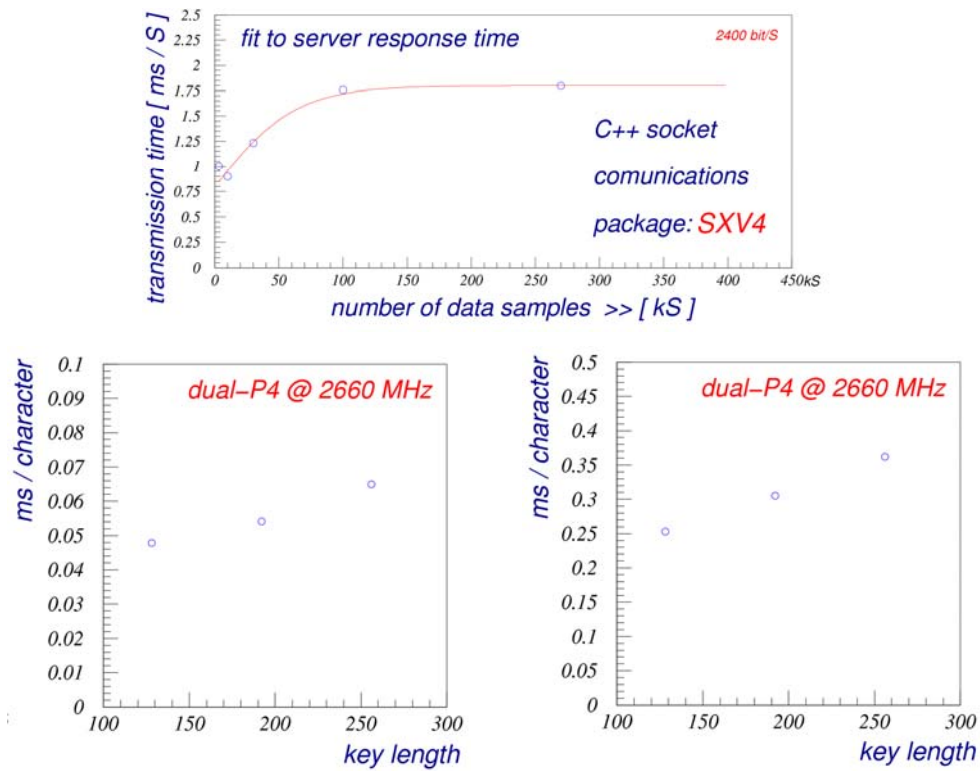 transmission time [ ms / S ]
2.5
2.25
2
1.75
1.5
1.25
1
0.75
0.5
0.25
0
fit to server response time
2400 bit/S
C++ socket
comunications
package: SXV4
0 50 100 150 200 250 300 350 400 450kS
number of data samples >> [ kS ]
ms / character
0.1
0.09
0.08
0.07
0.06
0.05
0.04
0.03
0.02
0.01
0
dual-P4 @ 2660 MHz
100 150 200 250 300
key length
ms / character
0.5
0.45
0.4
0.35
0.3
0.25
0.2
0.15
0.1
0.05
0
dual-P4 @ 2660 MHz
100 150 200 250 300
key length